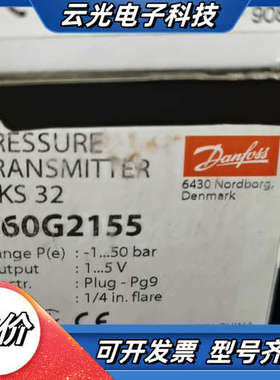 云光电子科技
RESSURE
RANSMITTER
KS 32
60G2155
ange P(e) : -1...50 bar
utput : 1...5 V
: Plug - Pg9
: 1/4 in. flare
Danfoss
6430 Nordborg,
Denmark
CE
价
可开发票 型号齐